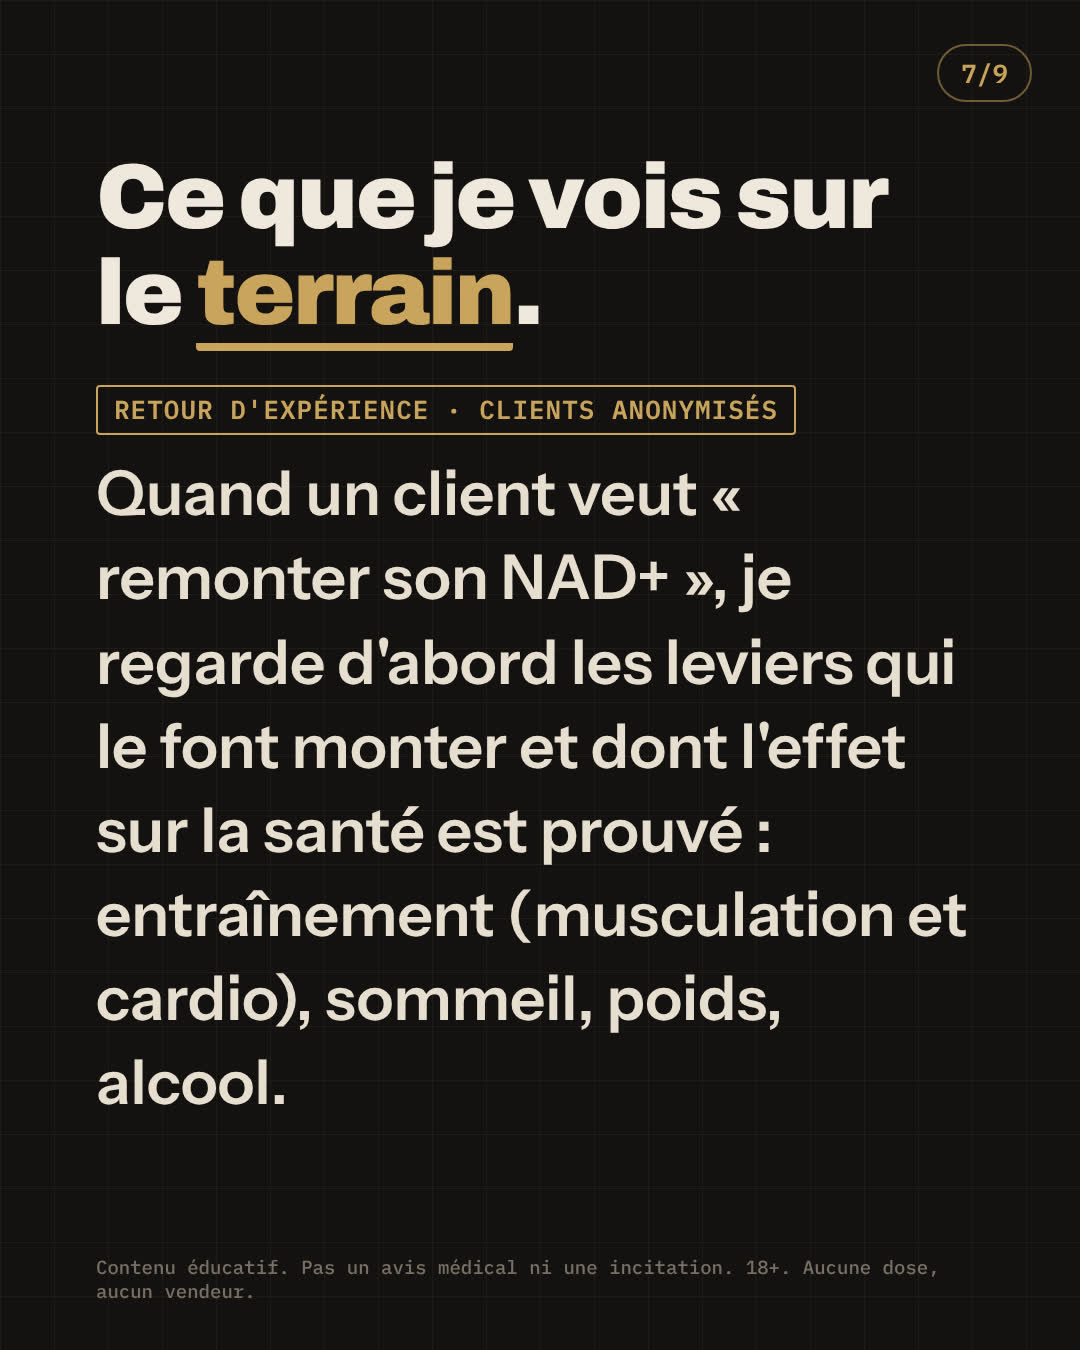 7/9
Ce que je vois sur
le terrain.
RETOUR D'EXPÉRIENCE · CLIENTS ANONYMISÉS
Quand un client veut «
remonter son NAD+ », je
regarde d'abord les leviers qui
le font monter et dont l'effet
sur la santé est prouvé :
entraînement (musculation et
cardio), sommeil, poids,
alcool.
Contenu éducatif. Pas un avis médical ni une incitation. 18+. Aucune dose,
aucun vendeur.